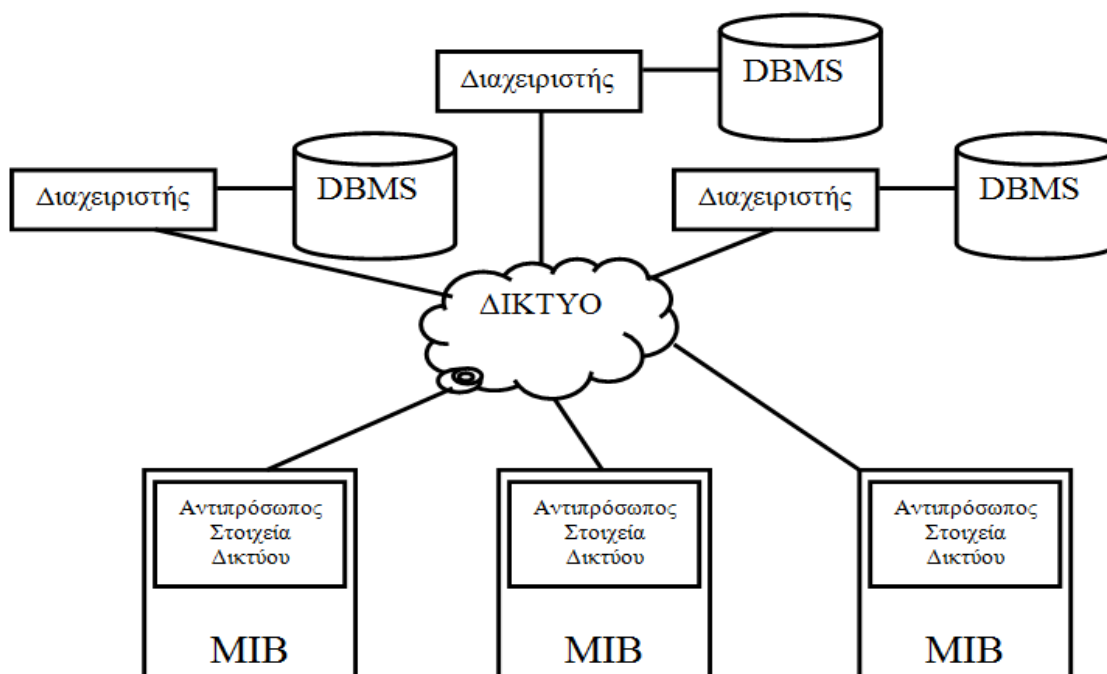 Διαχειριστής
DBMS
Διαχειριστής
DBMS
Διαχειριστής
DBMS
ΔΙΚΤΥΟ
Αντιπρόσωπος
Στοιχεία
Δικτύου
MIB
Αντιπρόσωπος
Στοιχεία
Δικτύου
MIB
Αντιπρόσωπος
Στοιχεία
Δικτύου
MIB